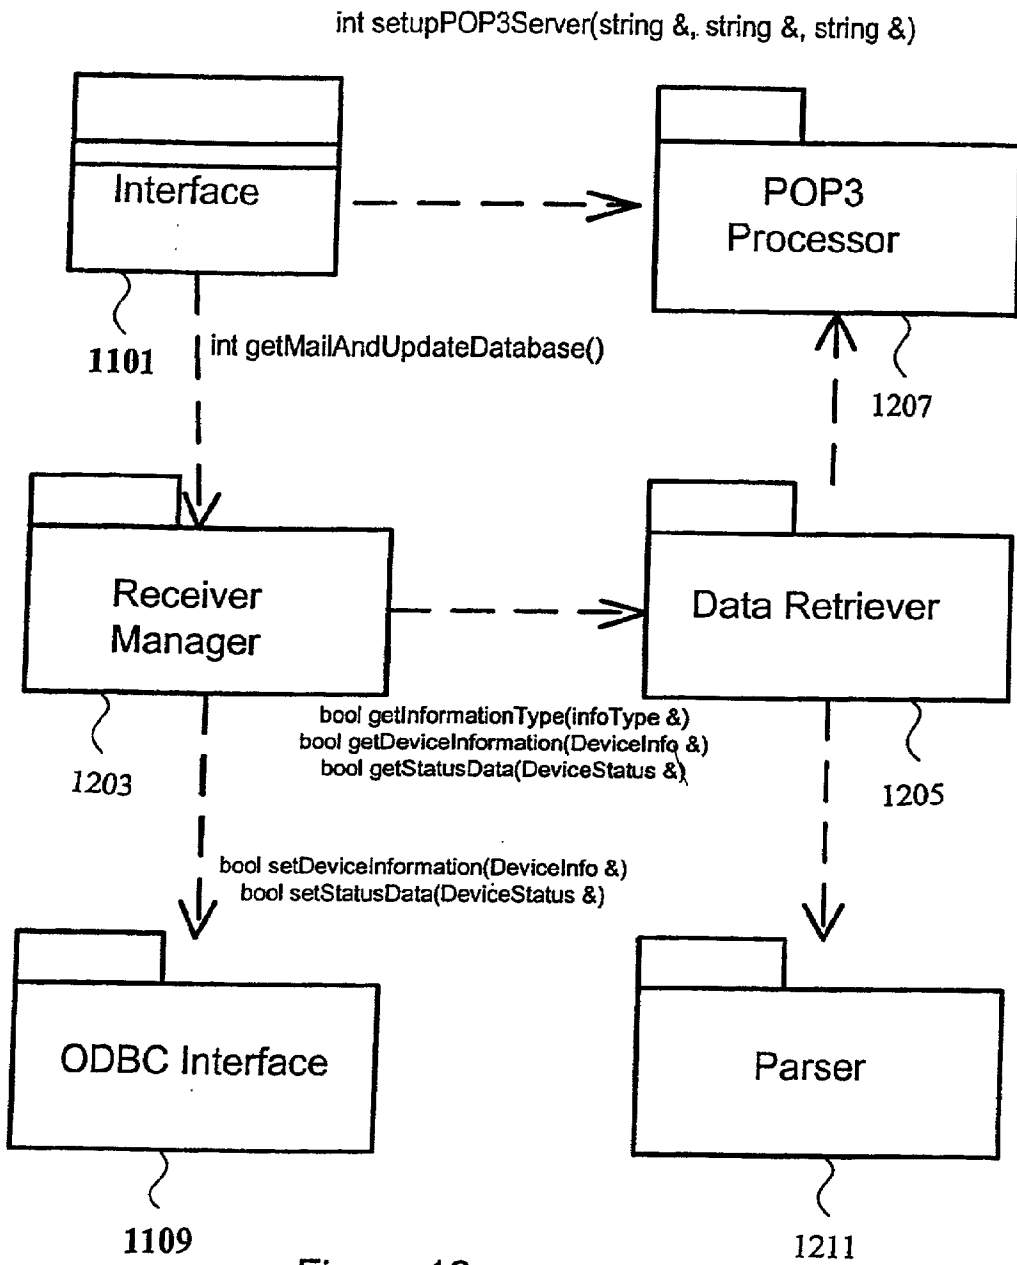 int setupPOP3Server(string &, string &, string &)
Interface
POP3
Processor
1101
int getMailAndUpdateDatabase()
1207
Receiver
Manager
Data Retriever
bool getInformationType(infoType &)
bool getDeviceInformation(DeviceInfo &)
bool getStatusData(DeviceStatus &)
1203
1205
bool setDeviceInformation(DeviceInfo &)
bool setStatusData(DeviceStatus &)
ODBC Interface
Parser
1109
1211